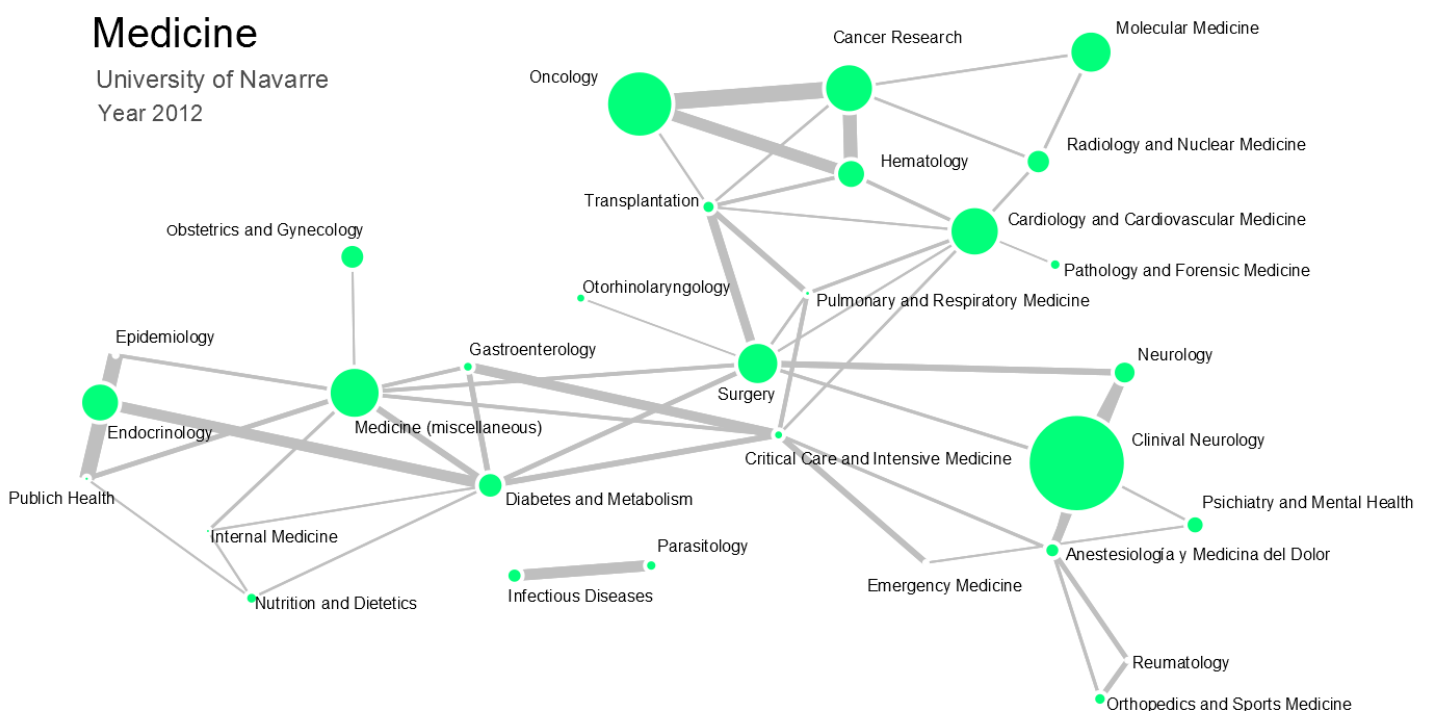 Medicine
University of Navarre
Year 2012
Molecular Medicine
Cancer Research
Oncology
Radiology and Nuclear Medicine
Hematology
Transplantation
Cardiology and Cardiovascular Medicine
Obstetrics and Gynecology
Pathology and Forensic Medicine
Otorhinolaryngology
Pulmonary and Respiratory Medicine
Epidemiology
Gastroenterology
Neurology
Surgery
Endocrinology
Medicine (miscellaneous)
Clinival Neurology
Critical Care and Intensive Medicine
Publich Health
Diabetes and Metabolism
Psichiatry and Mental Health
Internal Medicine
Parasitology
Anestesiología y Medicina del Dolor
Emergency Medicine
Infectious Diseases
Nutrition and Dietetics
Reumatology
Orthopedics and Sports Medicine